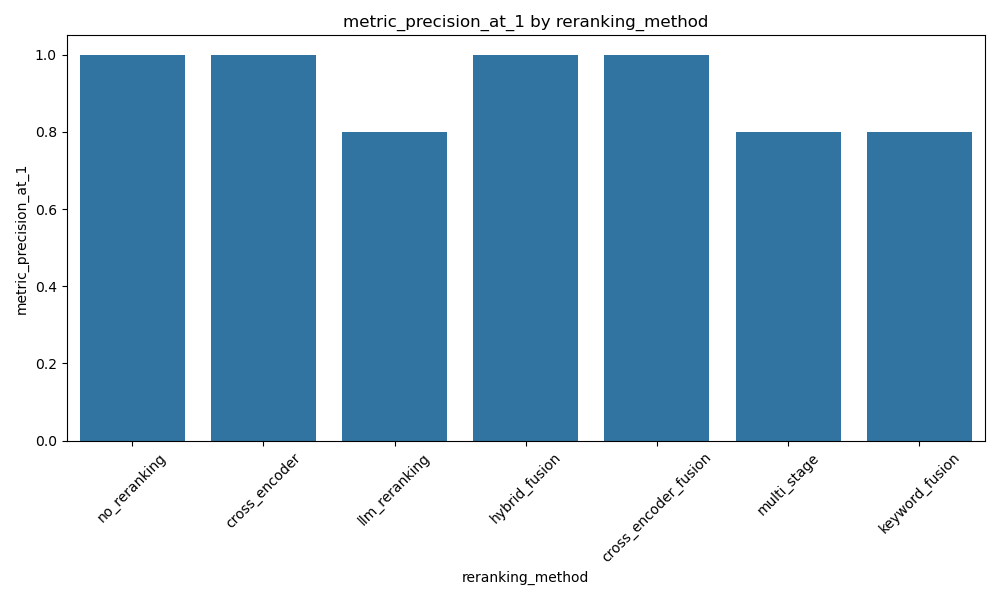 metric_precision_at_1 by reranking_method
metric_precision_at_1
1.0
0.8
0.6
0.4
0.2
0.0
no_reranking
cross_encoder
llm_reranking
hybrid_fusion
cross_encoder_fusion
multi_stage
keyword_fusion
reranking_method